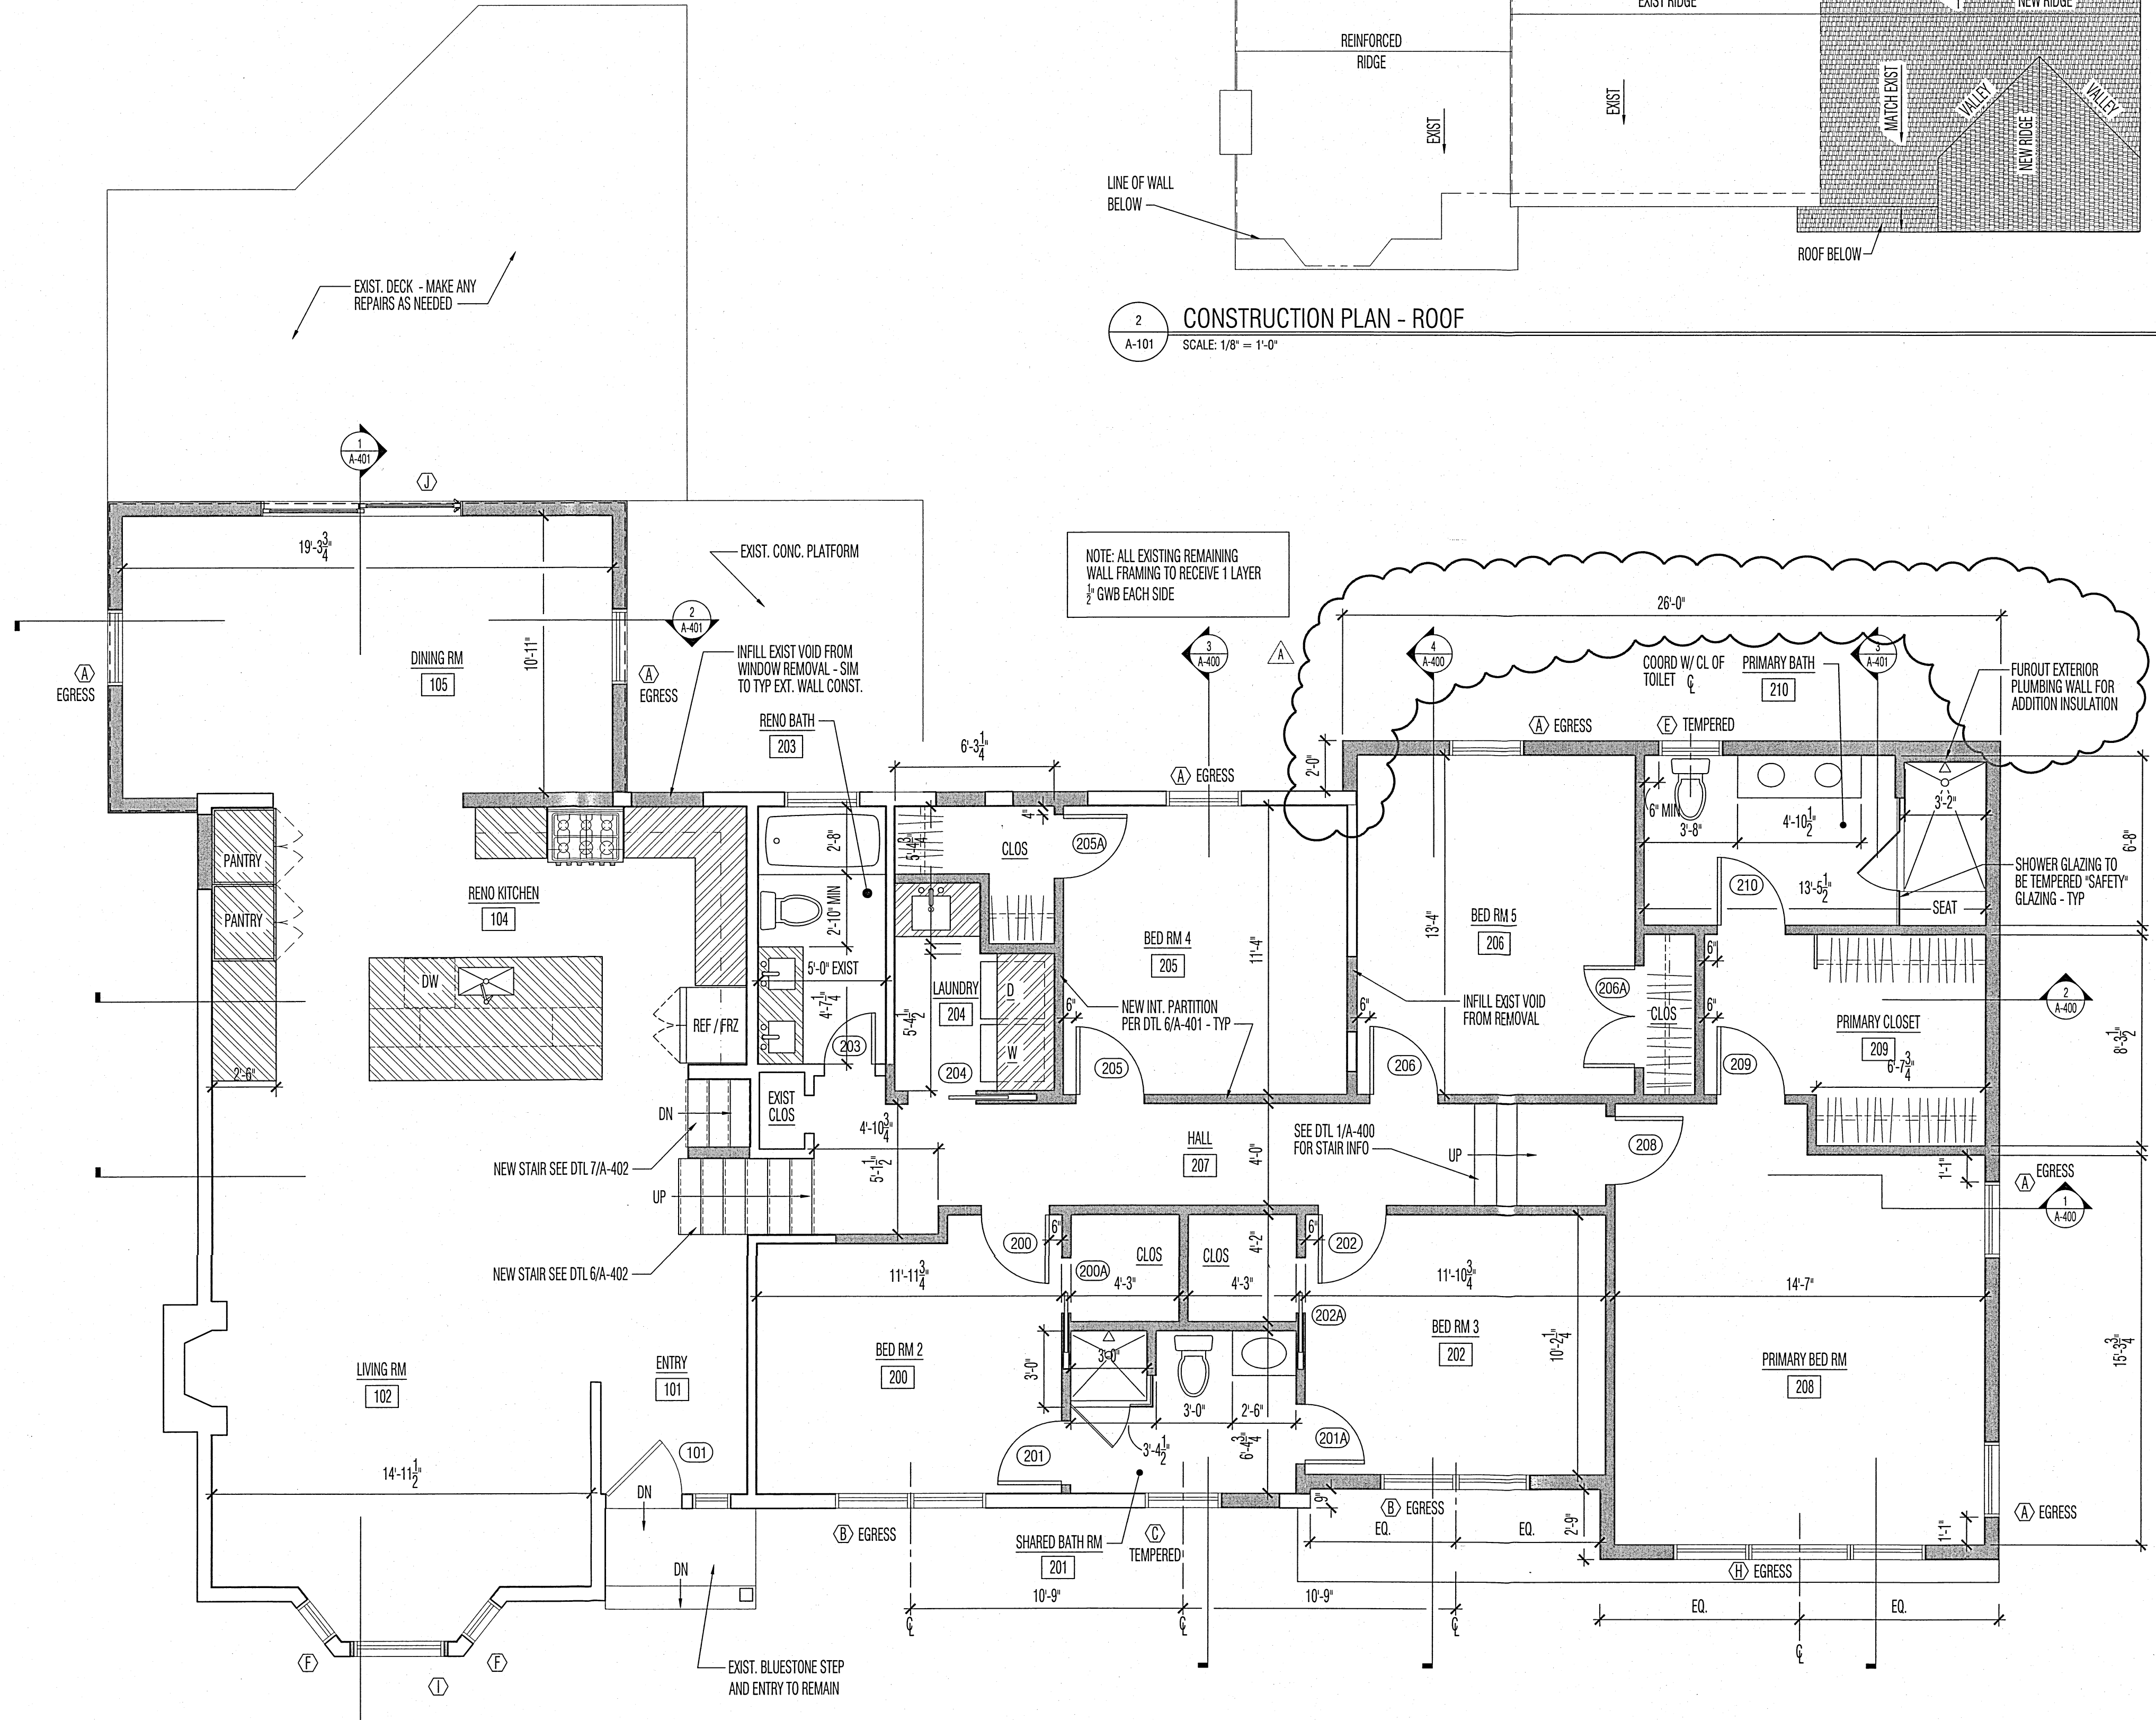 EXIST RIDGE
NEW RIDGE
REINFORCED
RIDGE
EXIST
EXIST
MATCH EXIST
VALLEY
VALLEY
NEW RIDGE
LINE OF WALL
BELOW
ROOF BELOW
2
A-101
CONSTRUCTION PLAN - ROOF
SCALE: 1/8" = 1'-0"
EXIST. DECK - MAKE ANY
REPAIRS AS NEEDED
1
A-401
J
19'-3 3/4"
10'-11"
DINING RM
105
A
EGRESS
A
EGRESS
2
A-401
EXIST. CONC. PLATFORM
INFILL EXIST VOID FROM
WINDOW REMOVAL - SIM
TO TYP EXT. WALL CONST.
RENO BATH
203
NOTE: ALL EXISTING REMAINING
WALL FRAMING TO RECEIVE 1 LAYER
1/2" GWB EACH SIDE
6'-3 1/4"
3
A-400
A
A EGRESS
2'-0"
26'-0"
4
A-400
COORD W/ CL OF
TOILET CL
PRIMARY BATH
210
3
A-401
FUROUT EXTERIOR
PLUMBING WALL FOR
ADDITION INSULATION
A EGRESS
E TEMPERED
6" MIN
3'-8"
4'-10 1/2"
3'-2"
6'-8"
210
13'-5 1/2"
SEAT
SHOWER GLAZING TO
BE TEMPERED "SAFETY"
GLAZING - TYP
PANTRY
PANTRY
RENO KITCHEN
104
DW
REF / FRZ
2'-6"
2'-8"
2'-10" MIN
5'-0" EXIST
4'-7 1/4"
203
5'-4 3/4"
CLOS
4"
205A
LAUNDRY
204
5'-4 1/2"
D
W
204
BED RM 4
205
11'-4"
6"
NEW INT. PARTITION
PER DTL 6/A-401 - TYP
205
BED RM 5
206
13'-4"
6"
INFILL EXIST VOID
FROM REMOVAL
206
206A
CLOS
6"
6"
209
PRIMARY CLOSET
209
6'-7 3/4"
2
A-400
8'-3 1/2"
EXIST
CLOS
DN
NEW STAIR SEE DTL 7/A-402
UP
NEW STAIR SEE DTL 6/A-402
4'-10 3/4"
5'-1 1/2"
HALL
207
4'-0"
SEE DTL 1/A-400
FOR STAIR INFO
UP
208
1'-1"
A
EGRESS
1
A-400
200
6"
11'-11 3/4"
200A
CLOS
4'-3"
CLOS
4'-3"
4'-2"
6"
202
11'-10 3/4"
202A
14'-7"
BED RM 2
200
3'-0"
3'-0"
3'-0"
2'-6"
3'-4 1/2"
6'-4 3/4"
201
201A
BED RM 3
202
10'-2 1/4"
PRIMARY BED RM
208
15'-3 3/4"
LIVING RM
102
ENTRY
101
101
14'-11 1/2"
DN
DN
B EGRESS
SHARED BATH RM
201
C
TEMPERED
9"
B EGRESS
EQ.
EQ.
2'-9"
1'-1"
A EGRESS
H EGRESS
10'-9"
10'-9"
EQ.
EQ.
CL
CL
CL
CL
F
I
F
EXIST. BLUESTONE STEP
AND ENTRY TO REMAIN